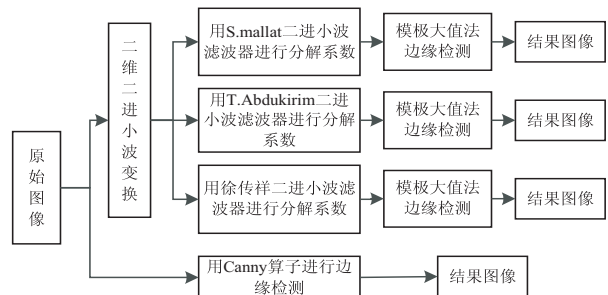 原始图像
二维二进小波变换
用S.mallat二进小波
滤波器进行分解系数
模极大值法
边缘检测
结果图像
用T.Abdukirim二进
小波滤波器进行分解
系数
模极大值法
边缘检测
结果图像
用徐传祥二进小波滤
波器进行分解系数
模极大值法
边缘检测
结果图像
用Canny算子进行边
缘检测
结果图像